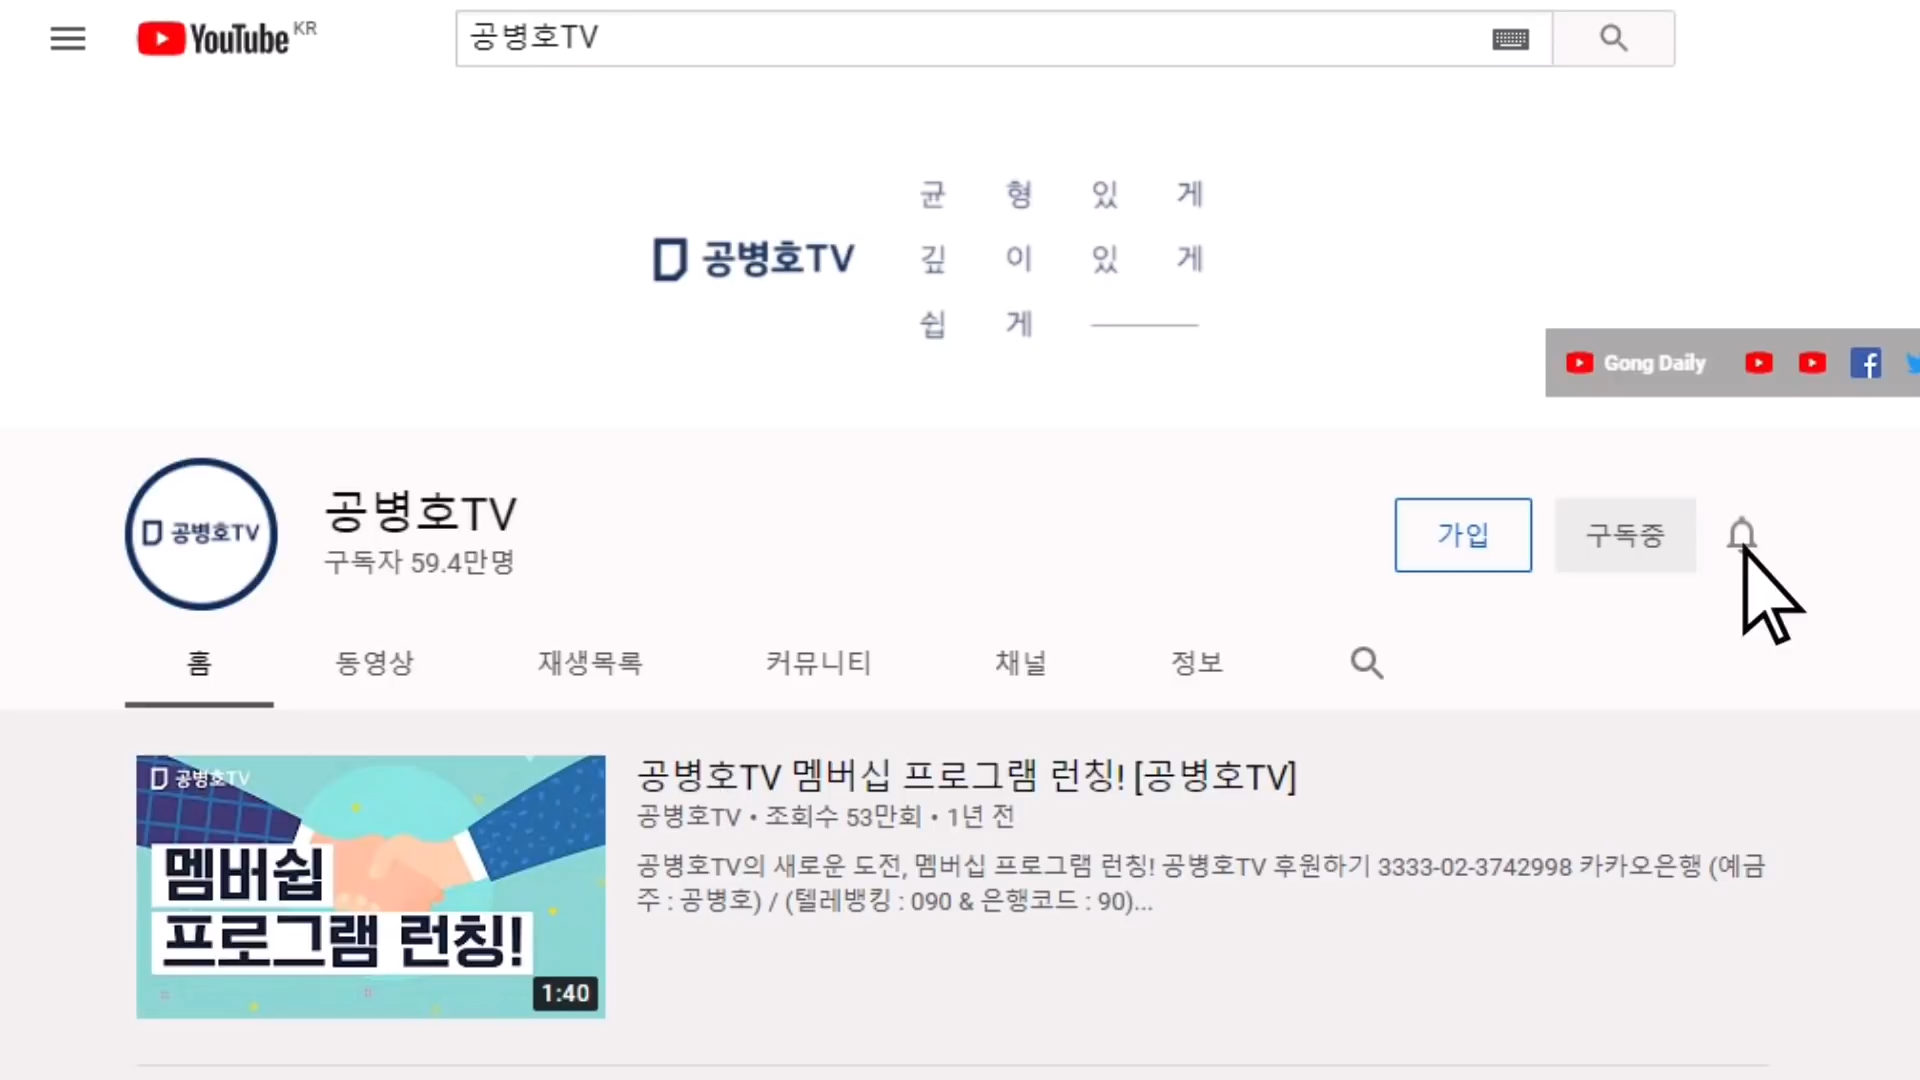 YouTube KR
공병호TV
균 형 있 게
공병호TV
깊 이 있 게
쉽 게
Gong Daily
공병호TV
공병호TV
구독자 59.4만명
가입
구독중
홈
동영상
재생목록
커뮤니티
채널
정보
공병호TV
멤버쉽
프로그램 런칭!
1:40
공병호TV 멤버십 프로그램 런칭! [공병호TV]
공병호TV • 조회수 53만회 • 1년 전
공병호TV의 새로운 도전, 멤버십 프로그램 런칭! 공병호TV 후원하기 3333-02-3742998 카카오은행 (예금
주 : 공병호) / (텔레뱅킹 : 090 & 은행코드 : 90)...